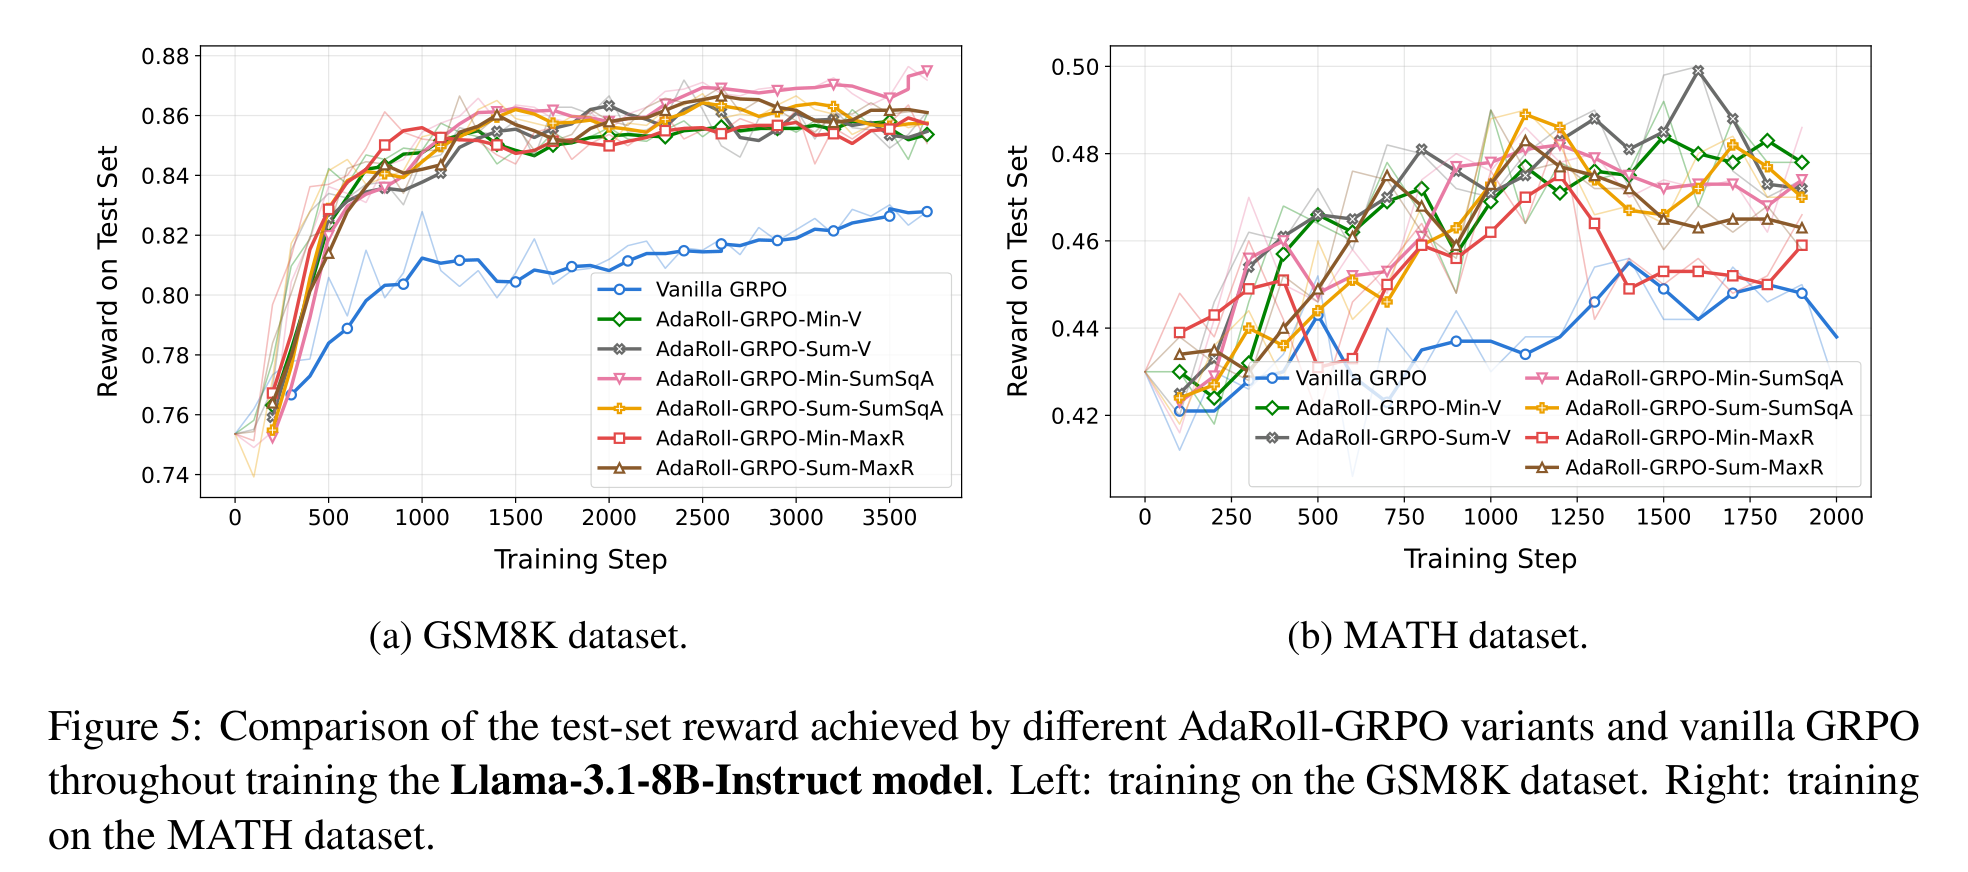 0.88
0.86
0.84
0.82
0.80
0.78
0.76
0.74
Reward on Test Set
0 500 1000 1500 2000 2500 3000 3500
Training Step
Vanilla GRPO
AdaRoll-GRPO-Min-V
AdaRoll-GRPO-Sum-V
AdaRoll-GRPO-Min-SumSqA
AdaRoll-GRPO-Sum-SumSqA
AdaRoll-GRPO-Min-MaxR
AdaRoll-GRPO-Sum-MaxR
(a) GSM8K dataset.
0.50
0.48
0.46
0.44
0.42
Reward on Test Set
0 250 500 750 1000 1250 1500 1750 2000
Training Step
Vanilla GRPO
AdaRoll-GRPO-Min-V
AdaRoll-GRPO-Sum-V
AdaRoll-GRPO-Min-SumSqA
AdaRoll-GRPO-Sum-SumSqA
AdaRoll-GRPO-Min-MaxR
AdaRoll-GRPO-Sum-MaxR
(b) MATH dataset.
Figure 5: Comparison of the test-set reward achieved by different AdaRoll-GRPO variants and vanilla GRPO
throughout training the Llama-3.1-8B-Instruct model. Left: training on the GSM8K dataset. Right: training
on the MATH dataset.